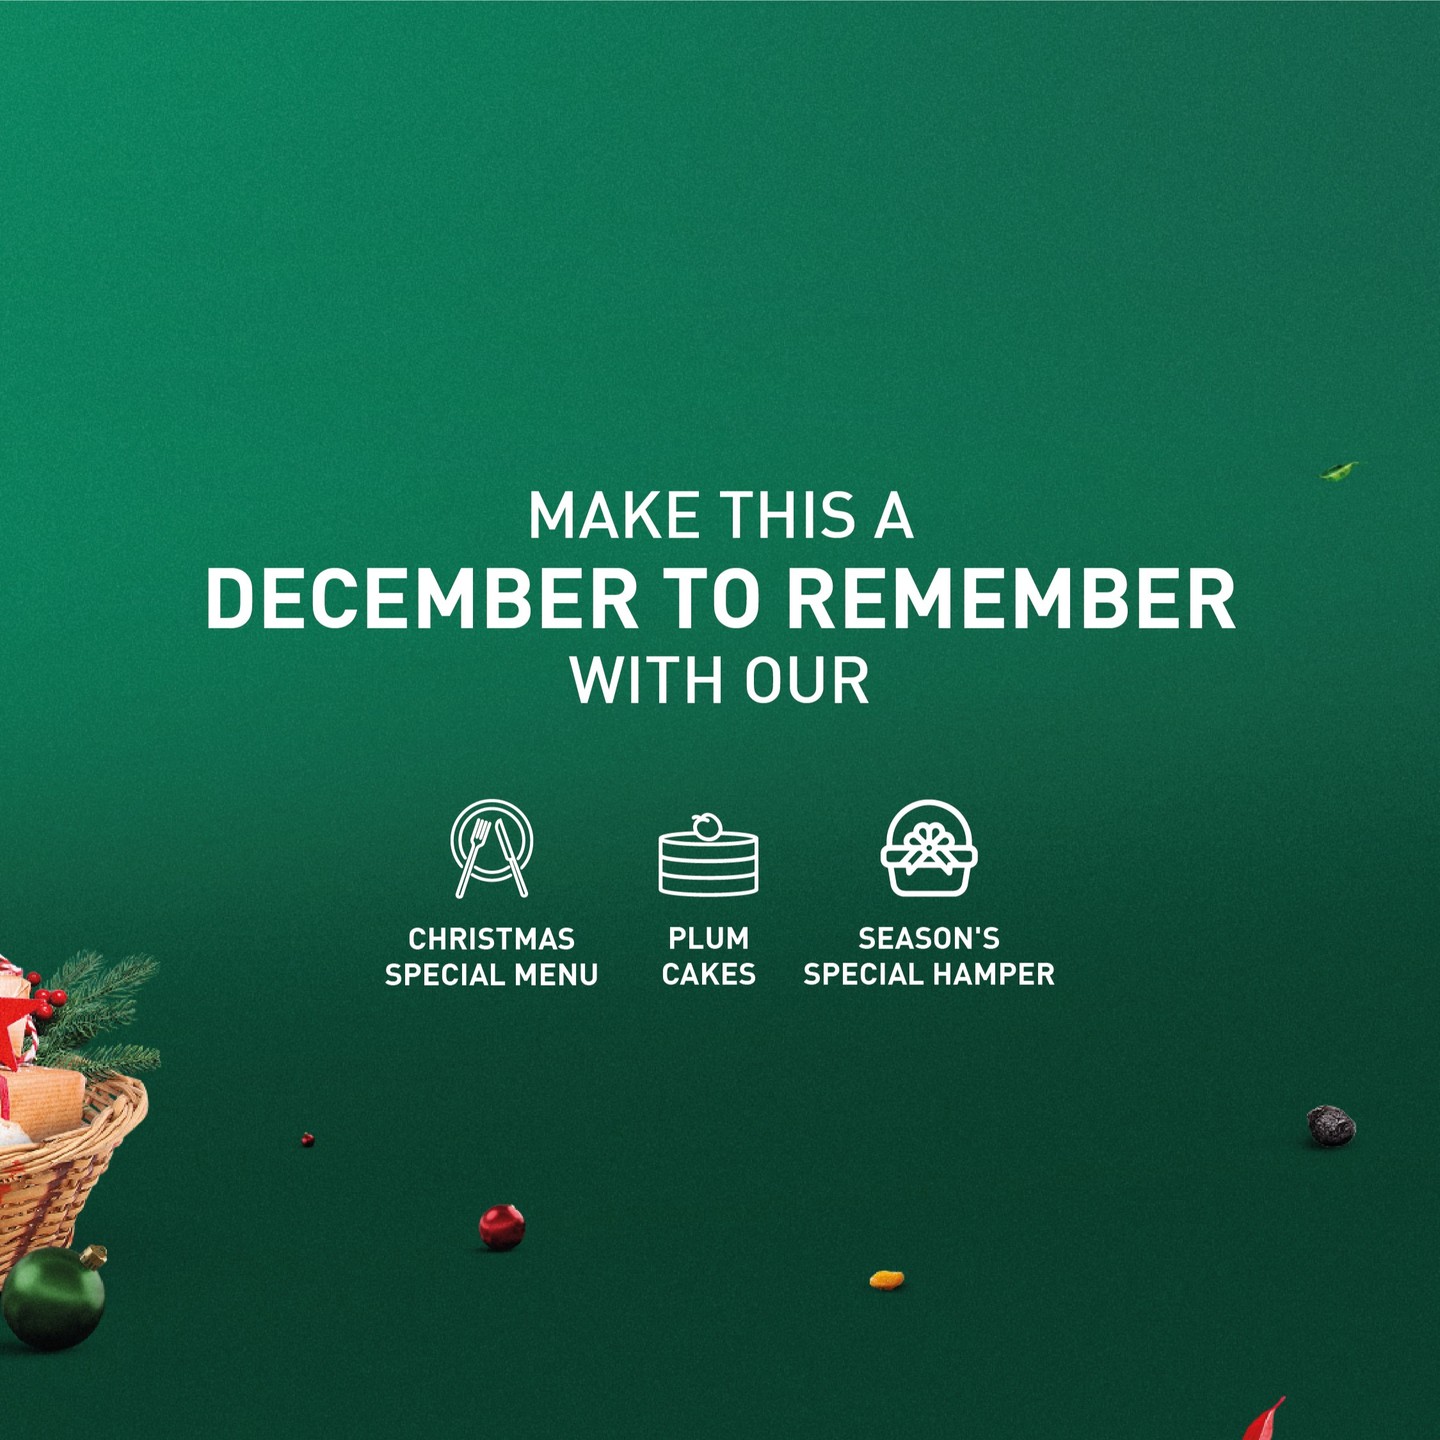 MAKE THIS A
DECEMBER TO REMEMBER
WITH OUR
CHRISTMAS
SPECIAL MENU
PLUM
CAKES
SEASON'S
SPECIAL HAMPER